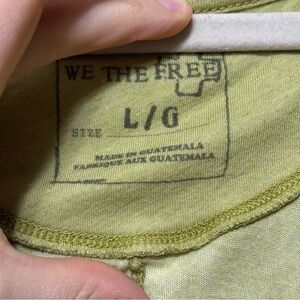 WE THE FREE
SIZE L/G
MADE IN GUATEMALA
FABRIQUE AUX GUATEMALA